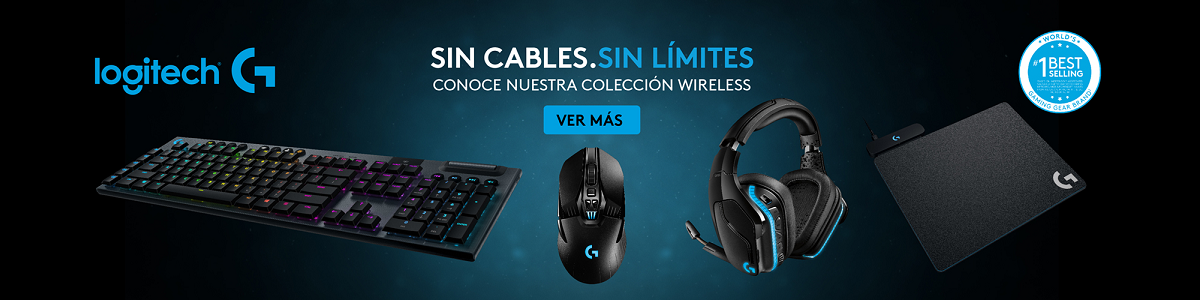 logitech G
SIN CABLES.SIN LÍMITES
CONOCE NUESTRA COLECCIÓN WIRELESS
VER MÁS
WORLD'S
#1 BEST
SELLING
GAMING GEAR BRAND